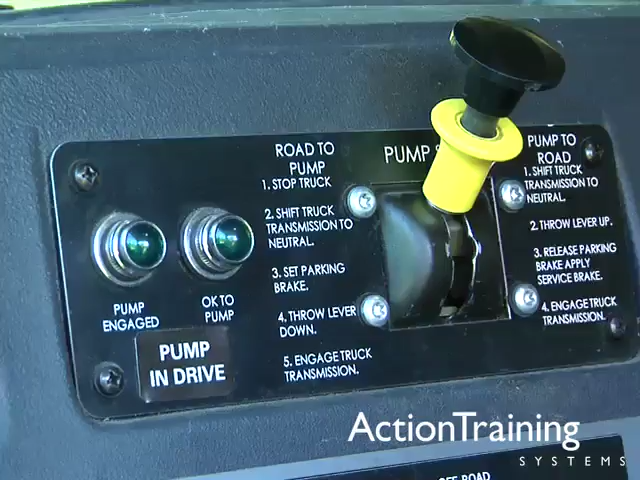 ROAD TO
PUMP
1. STOP TRUCK
2. SHIFT TRUCK
TRANSMISSION TO
NEUTRAL.
3. SET PARKING
BRAKE.
4. THROW LEVER
DOWN.
5. ENGAGE TRUCK
TRANSMISSION.
PUMP
PUMP TO
ROAD
1. SHIFT TRUCK
TRANSMISSION TO
NEUTRAL.
2. THROW LEVER UP.
3. RELEASE PARKING
BRAKE APPLY
SERVICE BRAKE.
4. ENGAGE TRUCK
TRANSMISSION.
PUMP
ENGAGED
OK TO
PUMP
PUMP
IN DRIVE
ActionTraining
SYSTEMS
ROAD